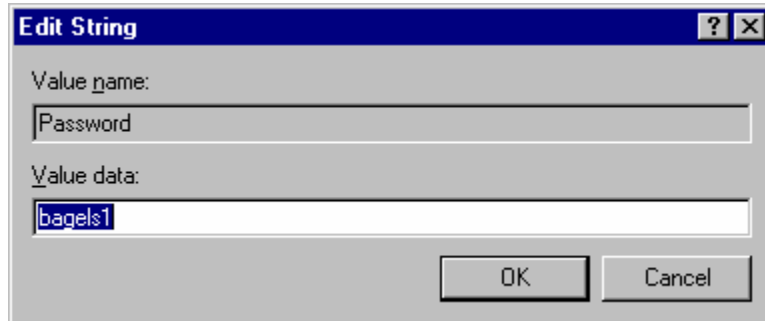 Edit String
Value name:
Password
Value data:
bagels1
OK Cancel